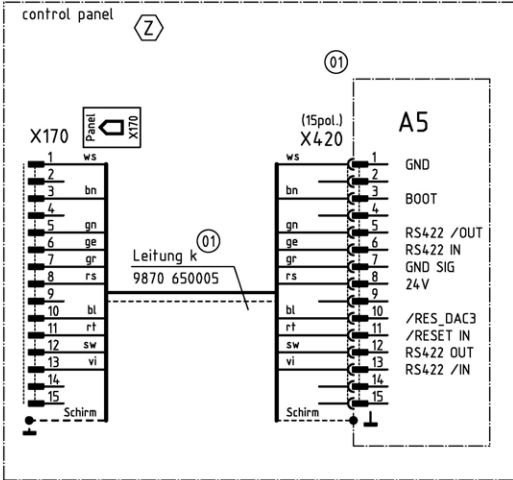 control panel
Z
01
Panel
X170
X170
1 ws
2
3 bn
4
5 gn
6 ge
7 gr
8 rs
9
10 bl
11 rt
12 sw
13 vi
14
15
Schirm
Leitung k
01
9870 650005
(15pol.)
X420
A5
ws 1 GND
2
bn 3 BOOT
4
gn 5 RS422 /OUT
ge 6 RS422 IN
gr 7 GND SIG
rs 8 24V
9
bl 10 /RES_DAC3
rt 11 /RESET IN
sw 12 RS422 OUT
vi 13 RS422 /IN
14
15
Schirm